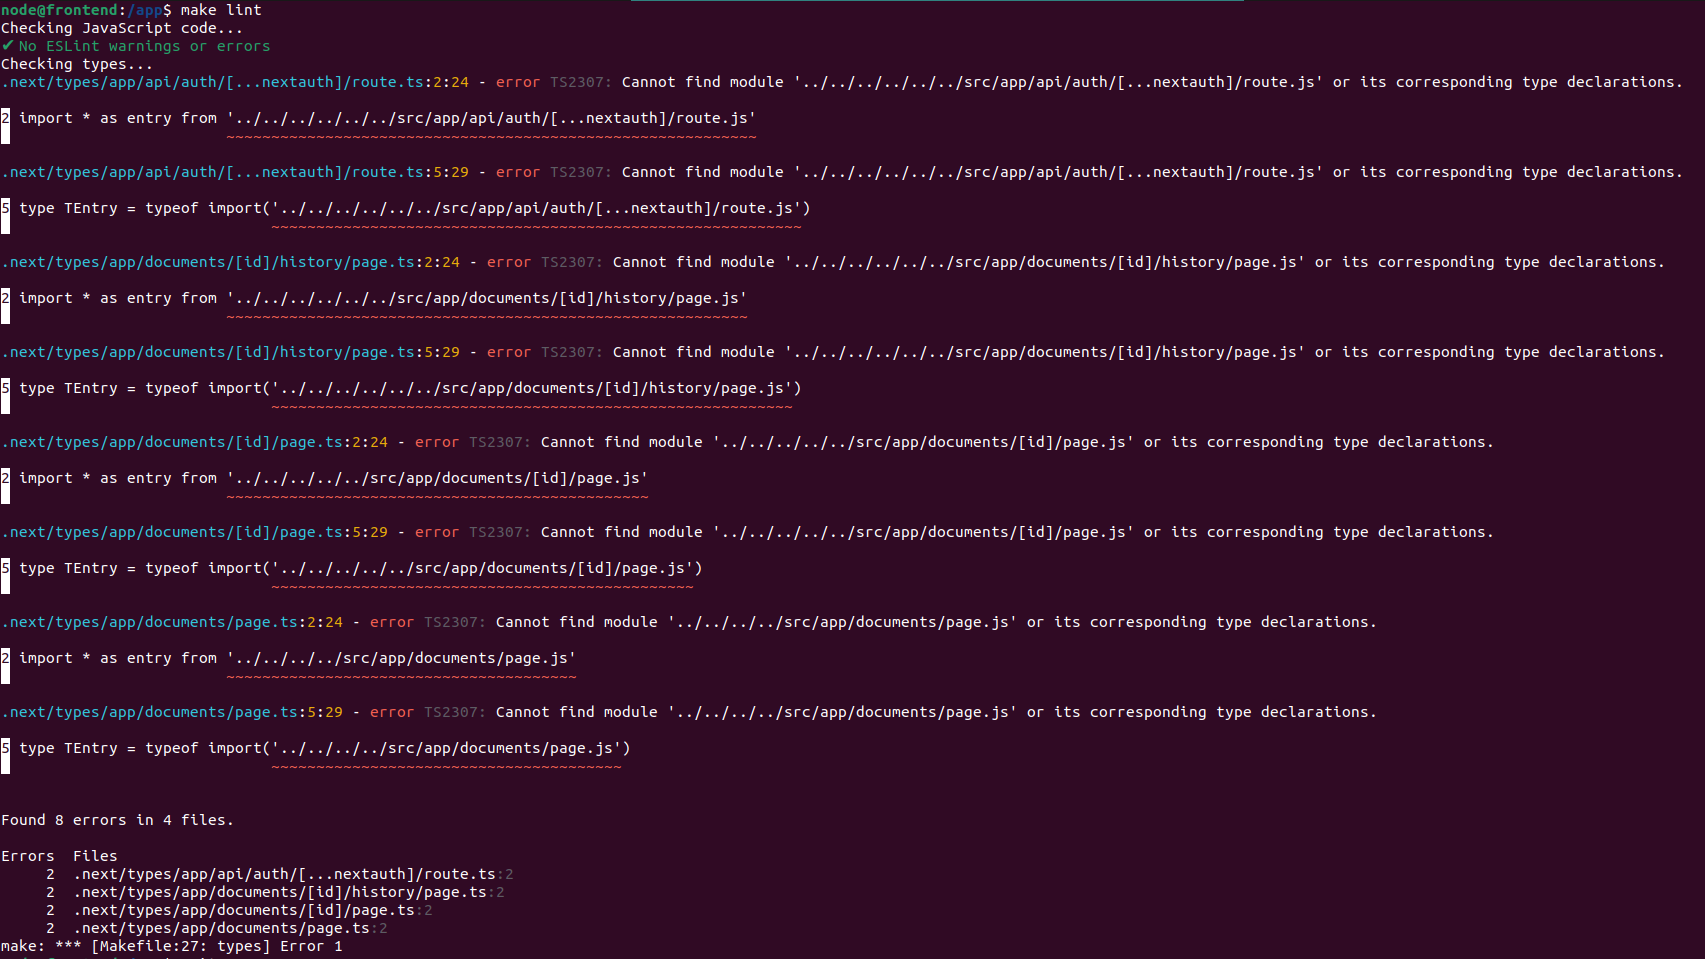 node@frontend:/app$ make lint
Checking JavaScript code...
✔ No ESLint warnings or errors
Checking types...
.next/types/app/api/auth/[...nextauth]/route.ts:2:24 - error TS2307: Cannot find module '../../../../../../src/app/api/auth/[...nextauth]/route.js' or its corresponding type declarations.
2 import * as entry from '../../../../../../src/app/api/auth/[...nextauth]/route.js'
~~~~~~~~~~~~~~~~~~~~~~~~~~~~~~~~~~~~~~~~~~~~~~~~~~~~~~~~~~~
.next/types/app/api/auth/[...nextauth]/route.ts:5:29 - error TS2307: Cannot find module '../../../../../../src/app/api/auth/[...nextauth]/route.js' or its corresponding type declarations.
5 type TEntry = typeof import('../../../../../../src/app/api/auth/[...nextauth]/route.js')
~~~~~~~~~~~~~~~~~~~~~~~~~~~~~~~~~~~~~~~~~~~~~~~~~~~~~~~~~~~
.next/types/app/documents/[id]/history/page.ts:2:24 - error TS2307: Cannot find module '../../../../../../src/app/documents/[id]/history/page.js' or its corresponding type declarations.
2 import * as entry from '../../../../../../src/app/documents/[id]/history/page.js'
~~~~~~~~~~~~~~~~~~~~~~~~~~~~~~~~~~~~~~~~~~~~~~~~~~~~~~~~~~
.next/types/app/documents/[id]/history/page.ts:5:29 - error TS2307: Cannot find module '../../../../../../src/app/documents/[id]/history/page.js' or its corresponding type declarations.
5 type TEntry = typeof import('../../../../../../src/app/documents/[id]/history/page.js')
~~~~~~~~~~~~~~~~~~~~~~~~~~~~~~~~~~~~~~~~~~~~~~~~~~~~~~~~~~
.next/types/app/documents/[id]/page.ts:2:24 - error TS2307: Cannot find module '../../../../../src/app/documents/[id]/page.js' or its corresponding type declarations.
2 import * as entry from '../../../../../src/app/documents/[id]/page.js'
~~~~~~~~~~~~~~~~~~~~~~~~~~~~~~~~~~~~~~~~~~~~~~~
.next/types/app/documents/[id]/page.ts:5:29 - error TS2307: Cannot find module '../../../../../src/app/documents/[id]/page.js' or its corresponding type declarations.
5 type TEntry = typeof import('../../../../../src/app/documents/[id]/page.js')
~~~~~~~~~~~~~~~~~~~~~~~~~~~~~~~~~~~~~~~~~~~~~~~
.next/types/app/documents/page.ts:2:24 - error TS2307: Cannot find module '../../../../src/app/documents/page.js' or its corresponding type declarations.
2 import * as entry from '../../../../src/app/documents/page.js'
~~~~~~~~~~~~~~~~~~~~~~~~~~~~~~~~~~~~~~~
.next/types/app/documents/page.ts:5:29 - error TS2307: Cannot find module '../../../../src/app/documents/page.js' or its corresponding type declarations.
5 type TEntry = typeof import('../../../../src/app/documents/page.js')
~~~~~~~~~~~~~~~~~~~~~~~~~~~~~~~~~~~~~~~
Found 8 errors in 4 files.
Errors  Files
2  .next/types/app/api/auth/[...nextauth]/route.ts:2
2  .next/types/app/documents/[id]/history/page.ts:2
2  .next/types/app/documents/[id]/page.ts:2
2  .next/types/app/documents/page.ts:2
make: *** [Makefile:27: types] Error 1